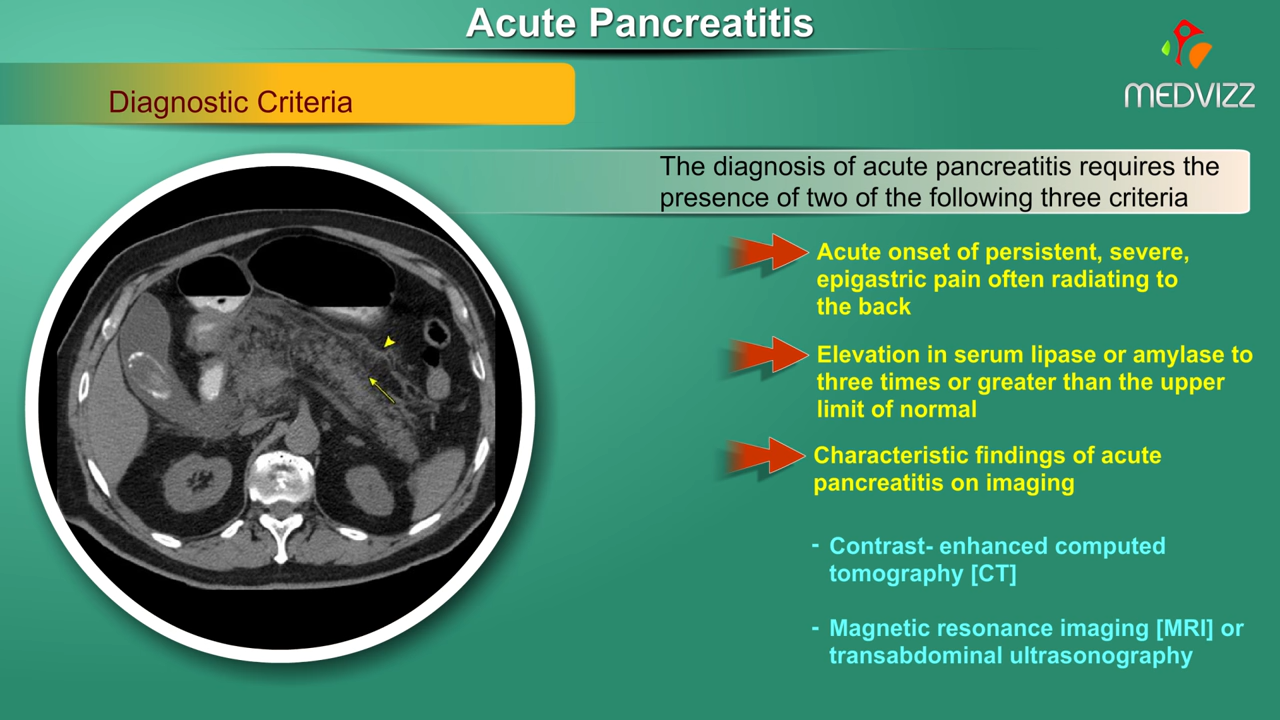 Acute Pancreatitis
MEDVIZZ
Diagnostic Criteria
The diagnosis of acute pancreatitis requires the
presence of two of the following three criteria
Acute onset of persistent, severe,
epigastric pain often radiating to
the back
Elevation in serum lipase or amylase to
three times or greater than the upper
limit of normal
Characteristic findings of acute
pancreatitis on imaging
- Contrast- enhanced computed
tomography [CT]
- Magnetic resonance imaging [MRI] or
transabdominal ultrasonography